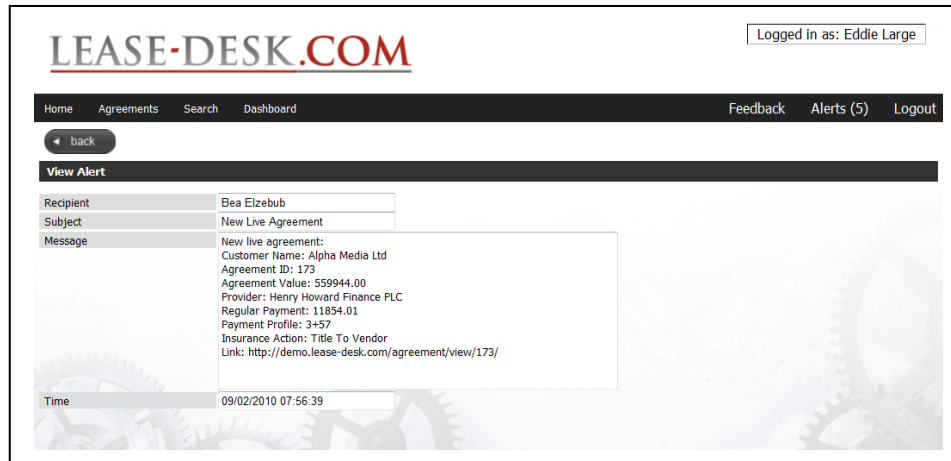 LEASE-DESK.COM
Logged in as: Eddie Large
Home Agreements Search Dashboard Feedback Alerts (5) Logout
back
View Alert
Recipient Bea Elzebub
Subject New Live Agreement
Message New live agreement:
Customer Name: Alpha Media Ltd
Agreement ID: 173
Agreement Value: 559944.00
Provider: Henry Howard Finance PLC
Regular Payment: 11854.01
Payment Profile: 3+57
Insurance Action: Title To Vendor
Link: http://demo.lease-desk.com/agreement/view/173/
Time 09/02/2010 07:56:39